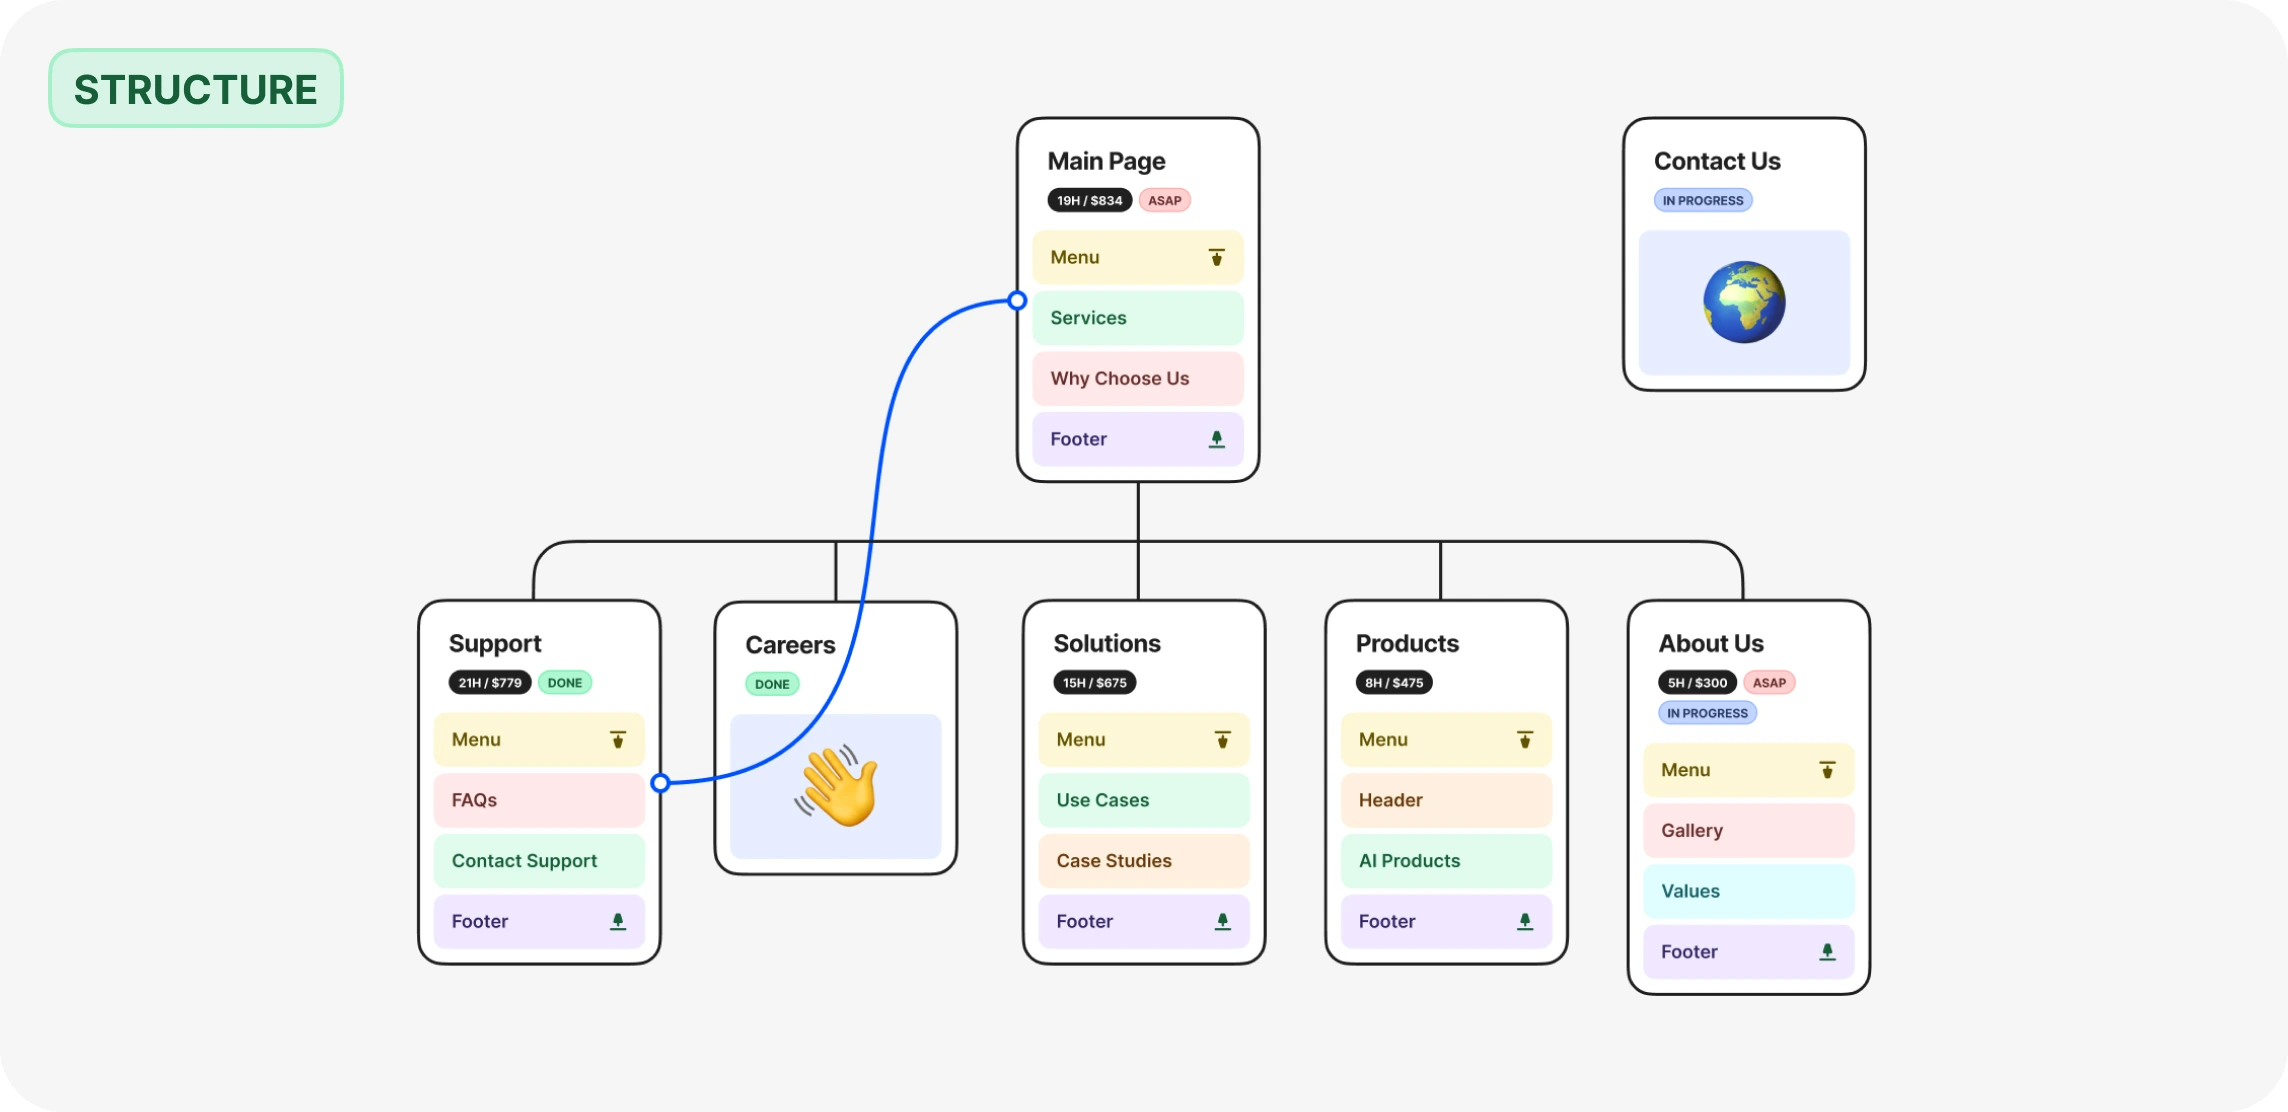 STRUCTURE
Main Page
19H / $834 ASAP
Menu
Services
Why Choose Us
Footer
Contact Us
IN PROGRESS
Support
21H / $779 DONE
Menu
FAQs
Contact Support
Footer
Careers
DONE
Solutions
15H / $675
Menu
Use Cases
Case Studies
Footer
Products
8H / $475
Menu
Header
AI Products
Footer
About Us
5H / $300 ASAP
IN PROGRESS
Menu
Gallery
Values
Footer